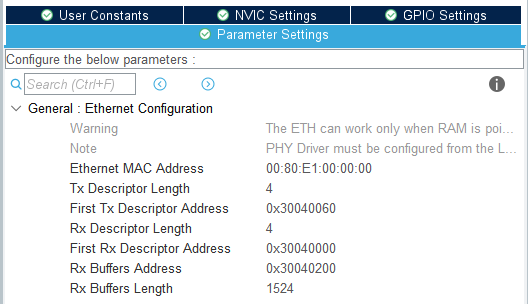 User Constants NVIC Settings GPIO Settings
Parameter Settings
Configure the below parameters :
Search (Ctrl+F)
General : Ethernet Configuration
Warning The ETH can work only when RAM is poi...
Note PHY Driver must be configured from the L...
Ethernet MAC Address 00:80:E1:00:00:00
Tx Descriptor Length 4
First Tx Descriptor Address 0x30040060
Rx Descriptor Length 4
First Rx Descriptor Address 0x30040000
Rx Buffers Address 0x30040200
Rx Buffers Length 1524